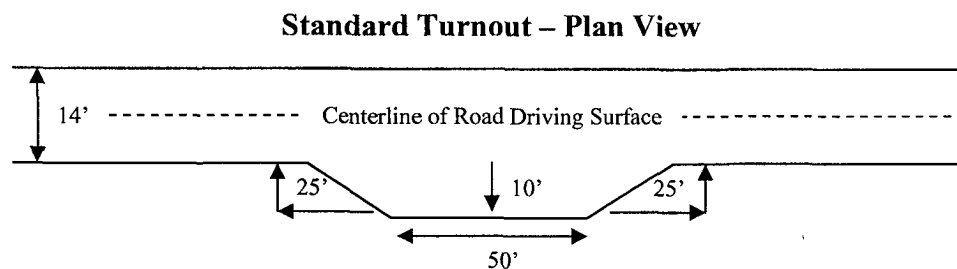 Standard Turnout – Plan View
14’
Centerline of Road Driving Surface
25’
10’
25’
50’